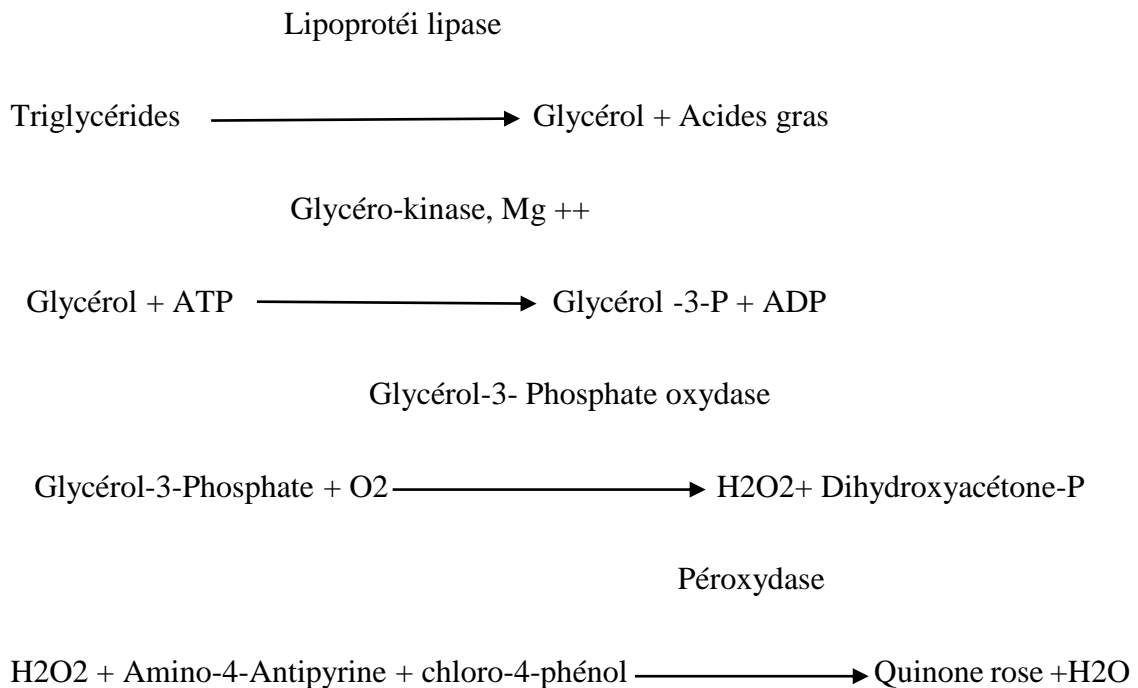 Lipoprotéi lipase
Triglycérides Glycérol + Acides gras
Glycéro-kinase, Mg ++
Glycérol + ATP Glycérol -3-P + ADP
Glycérol-3- Phosphate oxydase
Glycérol-3-Phosphate + O2 H2O2+ Dihydroxyacétone-P
Péroxydase
H2O2 + Amino-4-Antipyrine + chloro-4-phénol Quinone rose +H2O